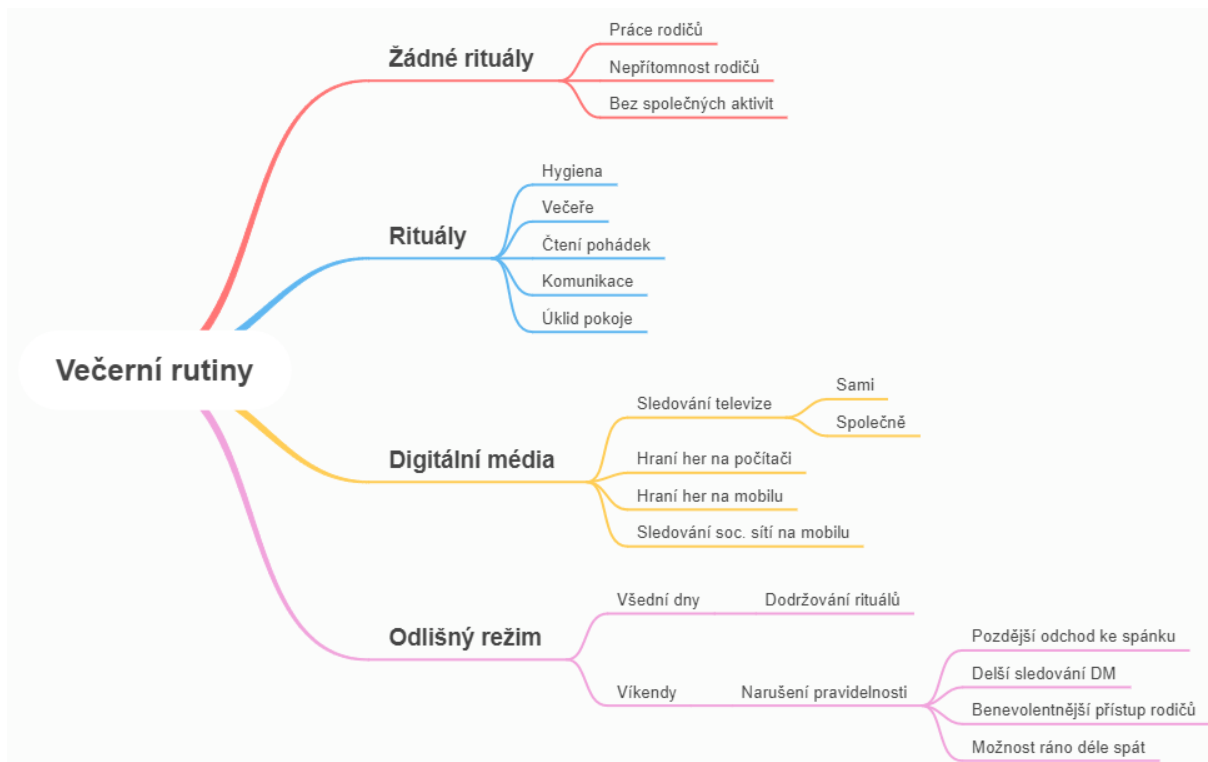 Večerní rutiny
Žádné rituály
Práce rodičů
Nepřítomnost rodičů
Bez společných aktivit
Rituály
Hygiena
Večeře
Čtení pohádek
Komunikace
Úklid pokoje
Digitální média
Sledování televize
Sami
Společně
Hraní her na počítači
Hraní her na mobilu
Sledování soc. sítí na mobilu
Odlišný režim
Všední dny
Dodržování rituálů
Víkendy
Narušení pravidelnosti
Pozdější odchod ke spánku
Delší sledování DM
Benevolentnější přístup rodičů
Možnost ráno déle spát